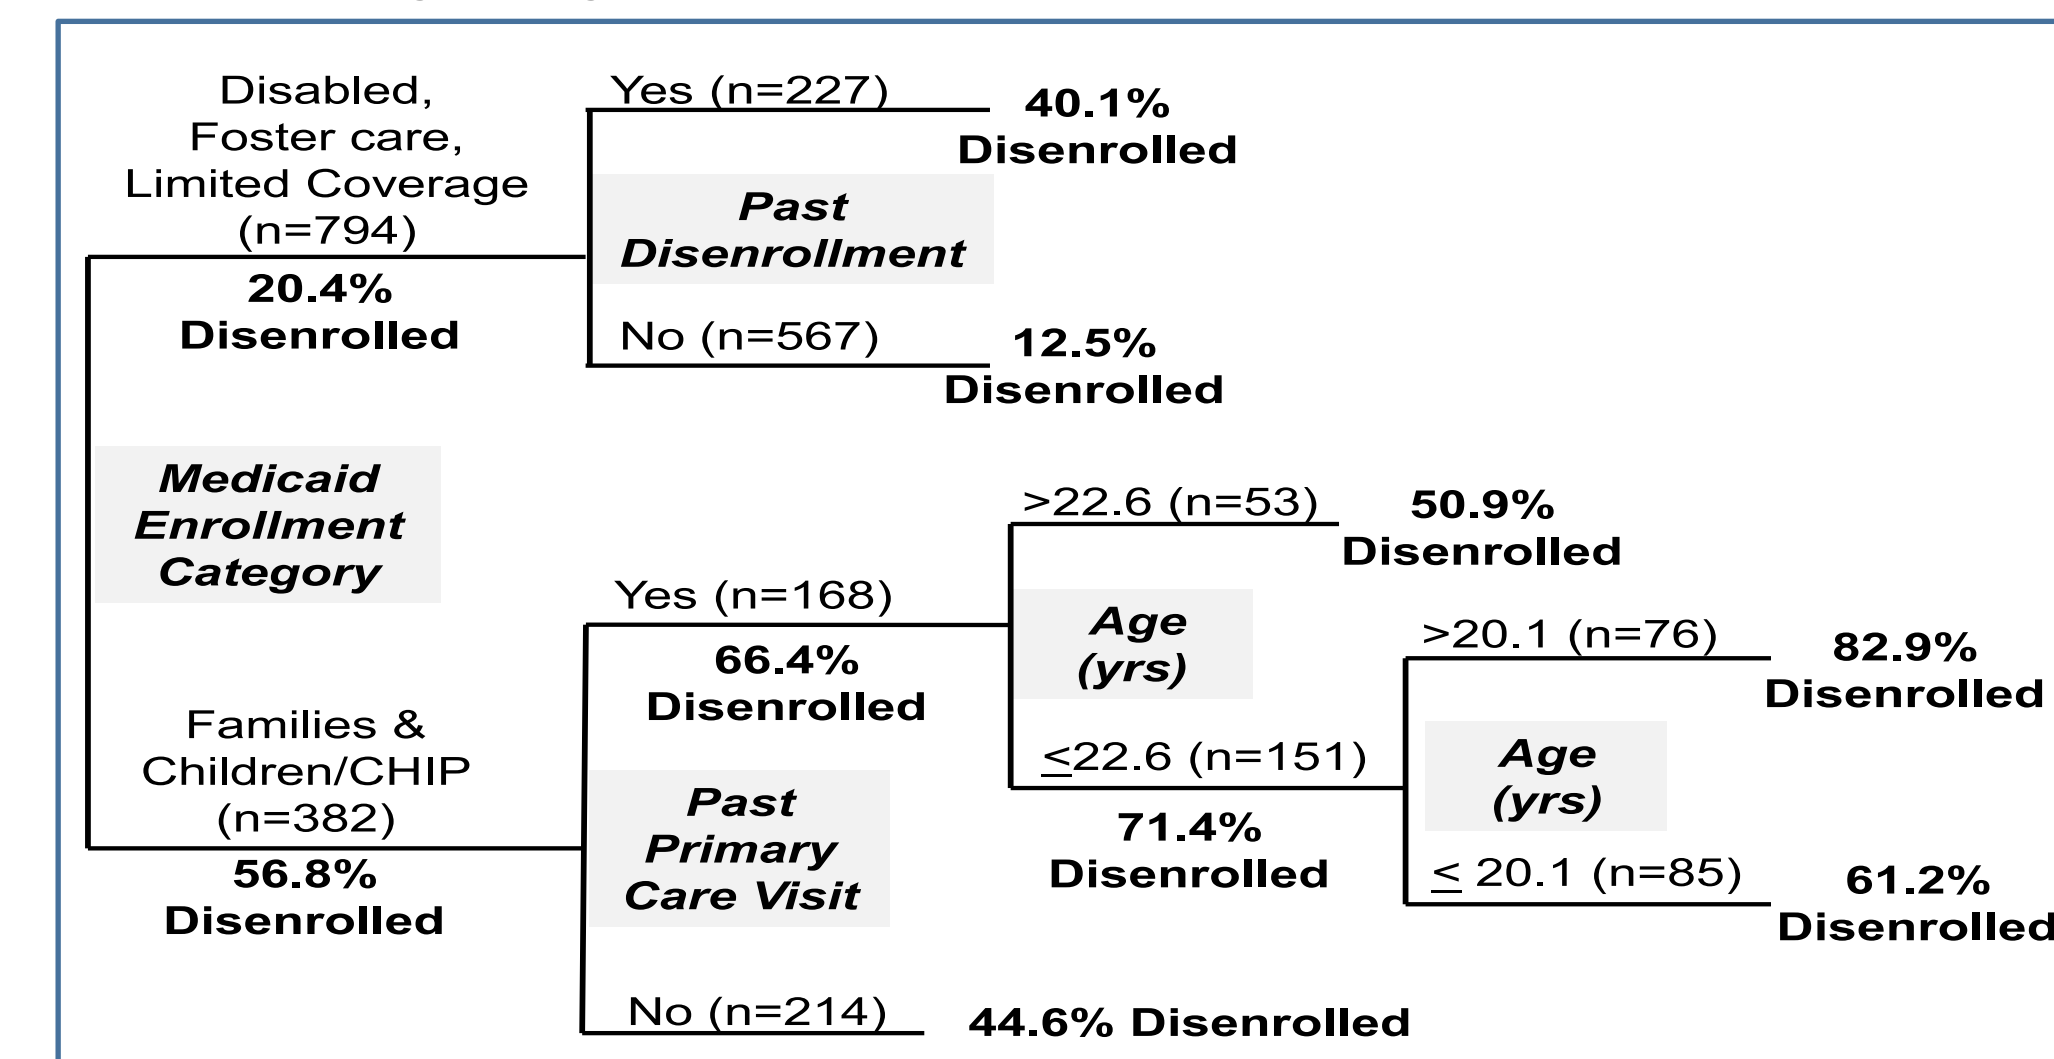 Disabled,
Foster care,
Limited Coverage
(n=794)
20.4%
Disenrolled
Yes (n=227)
40.1%
Disenrolled
Past
Disenrollment
No (n=567)
12.5%
Disenrolled
Medicaid
Enrollment
Category
Families &
Children/CHIP
(n=382)
56.8%
Disenrolled
Yes (n=168)
66.4%
Disenrolled
Past
Primary
Care Visit
No (n=214)
44.6% Disenrolled
>22.6 (n=53)
50.9%
Disenrolled
Age
(yrs)
≤22.6 (n=151)
71.4%
Disenrolled
>20.1 (n=76)
82.9%
Disenrolled
Age
(yrs)
≤ 20.1 (n=85)
61.2%
Disenrolled